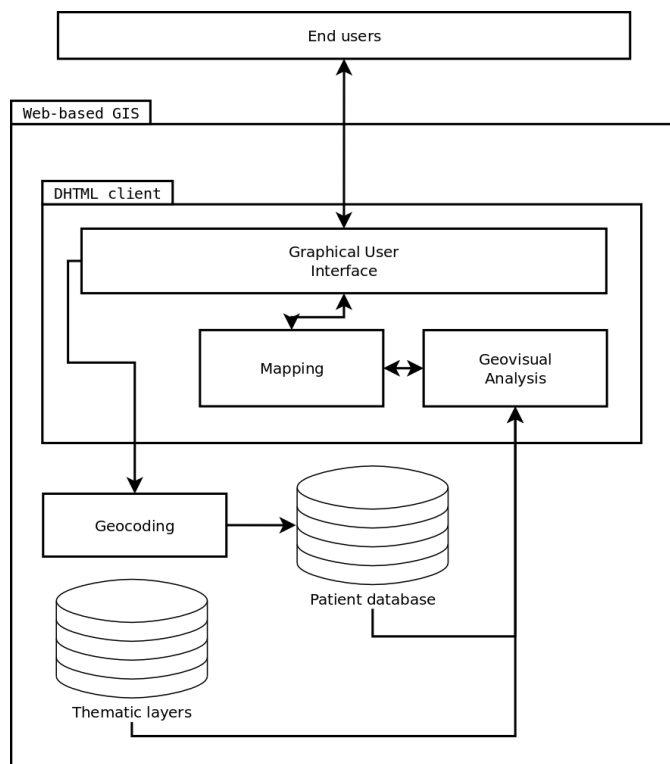 End users
Web-based GIS
DHTML client
Graphical User
Interface
Mapping
Geovisual
Analysis
Geocoding
Patient database
Thematic layers